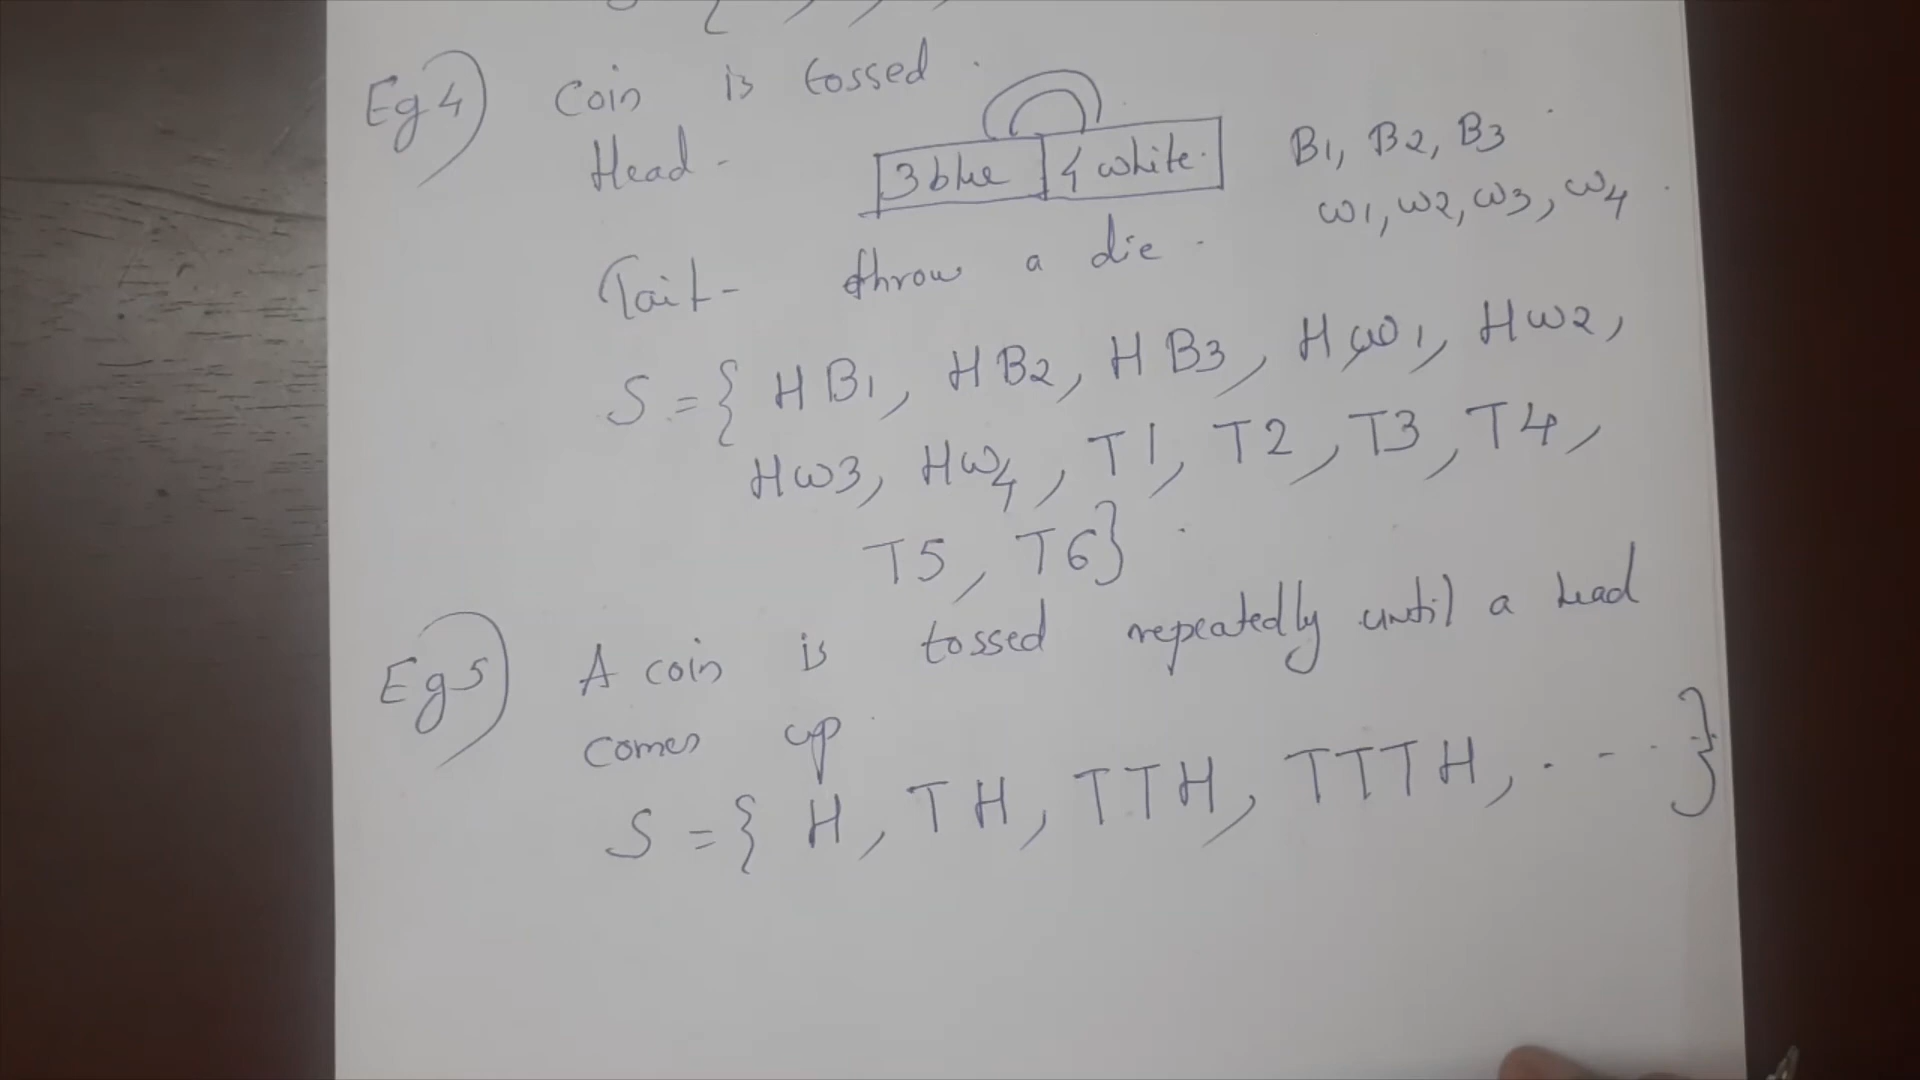 Eg 4) Coin is tossed.
Head - 3 blue 4 white. B1, B2, B3
W1, W2, W3, W4
Tail - throw a die.
S = { HB1, HB2, HB3, HW1, HW2,
HW3, HW4, T1, T2, T3, T4,
T5, T6}
Eg 5) A coin is tossed repeatedly until a head
comes up
S = { H, TH, TTH, TTTH, ....}